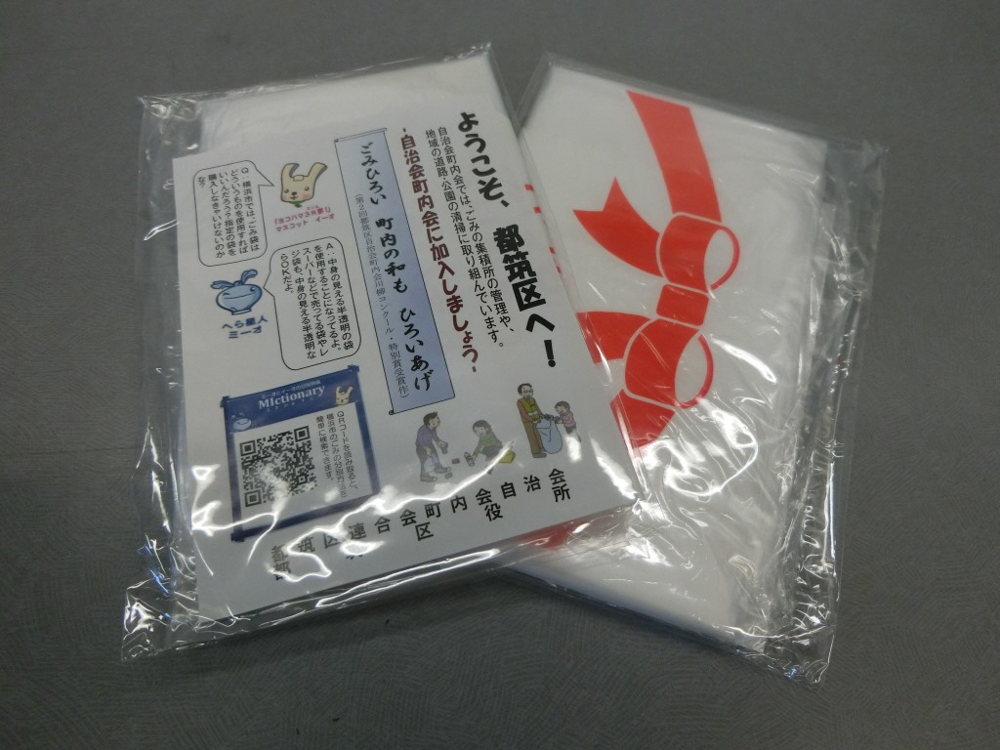 ようこそ、都筑区へ！
自治会町内会では、ごみの集積所の管理や、
地域の道路・公園の清掃に取り組んでいます。
-自治会町内会に加入しましょう-
ごみひろい 町内の和も ひろいあげ
（第２回都筑区自治会町内会川柳コンクール・特別賞受賞作）
『ヨコハマ３Ｒ夢！』
マスコット イーオ
Ｑ．横浜市では、ごみ袋は
どういうものを使用すれば
いいんだろう？指定の袋を
購入しなきゃいけないのか
な？
へら星人
ミーオ
Ａ．中身の見える半透明の袋
を使用することになってるよ。
スーパーなどで売ってる袋やレ
ジ袋も、中身の見える半透明な
らＯＫだよ。
MIctionary
ＱＲコードを読み取ると、
横浜市のごみの分別方法を
簡単に検索できます。
都筑区連合町内会自治会
都筑区役所